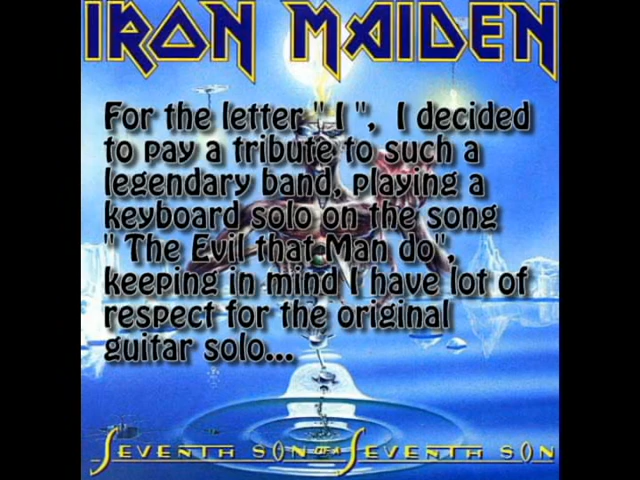 IRON MAIDEN
For the letter " I ", I decided
to pay a tribute to such a
legendary band, playing a
keyboard solo on the song
" The Evil that Man do",
keeping in mind I have lot of
respect for the original
guitar solo...
SEVENTH SON OF A SEVENTH SON